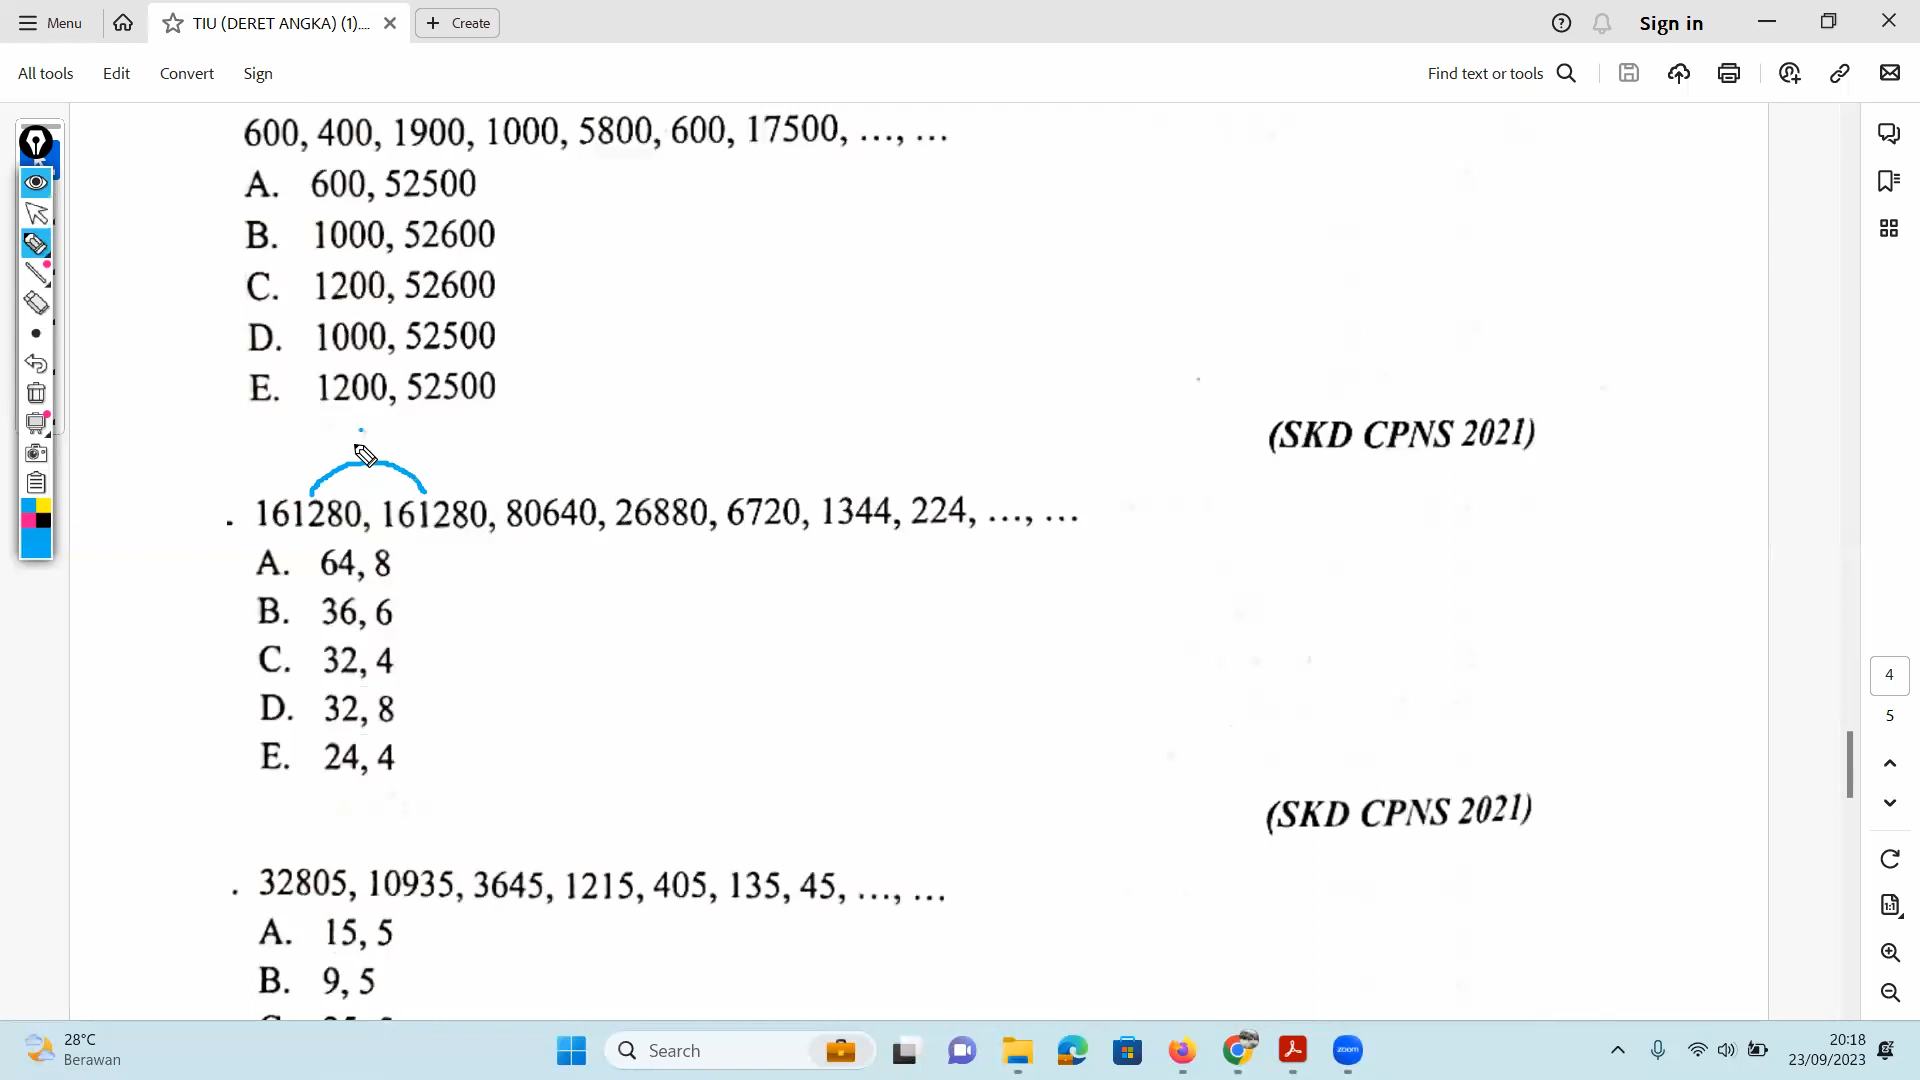 Menu
TIU (DERET ANGKA) (1)....
Create
Sign in
All tools
Edit
Convert
Sign
Find text or tools
600, 400, 1900, 1000, 5800, 600, 17500, ..., ...
A. 600, 52500
B. 1000, 52600
C. 1200, 52600
D. 1000, 52500
E. 1200, 52500
(SKD CPNS 2021)
. 161280, 161280, 80640, 26880, 6720, 1344, 224, ..., ...
A. 64, 8
B. 36, 6
C. 32, 4
D. 32, 8
E. 24, 4
(SKD CPNS 2021)
. 32805, 10935, 3645, 1215, 405, 135, 45, ..., ...
A. 15, 5
B. 9, 5
4
5
1:1
28°C
Berawan
Search
zoom
20:18
23/09/2023